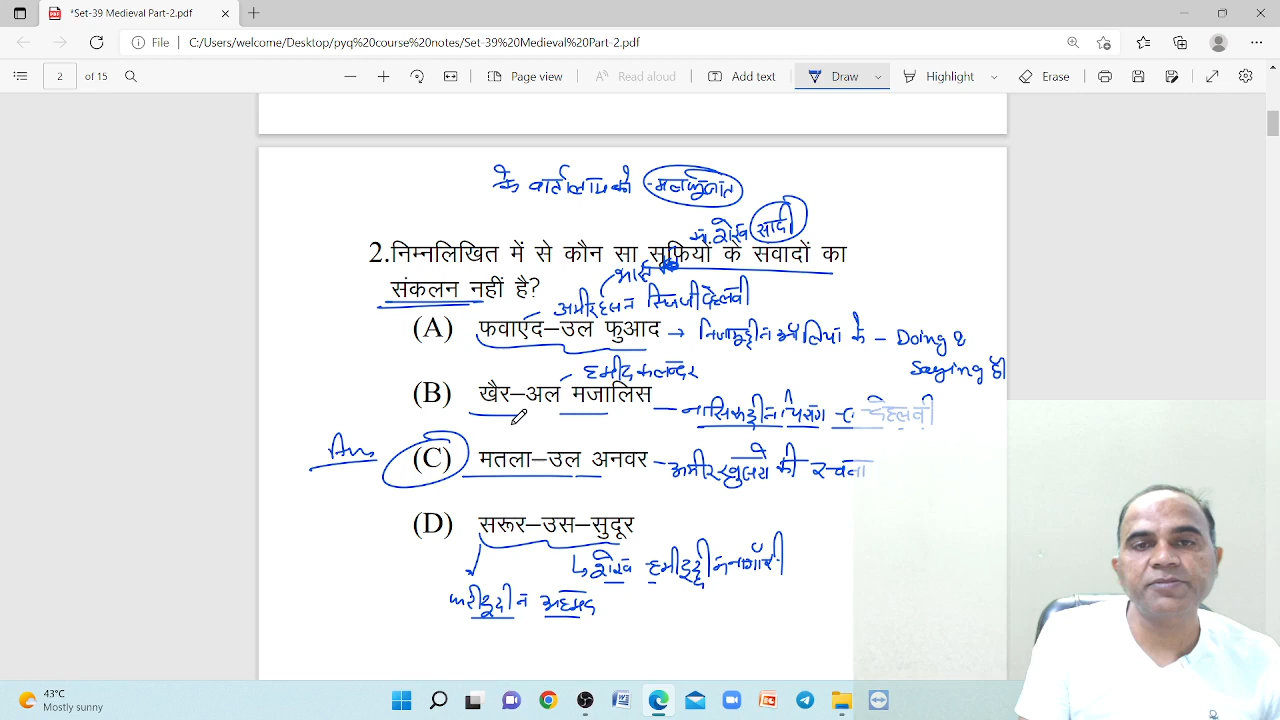 *Set-39 Medieval Part-2.pdf
File C:/Users/welcome/Desktop/pyq%20course%20notes/Set-39%20Medieval%20Part-2.pdf
2 of 15 Page view Read aloud Add text Draw Highlight Erase
के वार्तालाप को मलफुजात
शेख सादी
2.निम्नलिखित में से कौन सा सूफियों के संवादों का
संकलन नहीं है?
अमीर हसन सिजजी देहलवी
(A) फवाएद–उल फुआद → निजामुद्दीन औलिया के – Doing &
Saying है
हमीद कलन्दर
(B) खैर–अल मजालिस – नासिरूद्दीन चिराग ए देहलवी
Ans (C) मतला–उल अनवर – अमीर खुसरो की रचना
(D) सरूर–उस–सुदूर
शेख हमीदुद्दीन नागौरी
फरीदुद्दीन अहमद
43°C
Mostly sunny